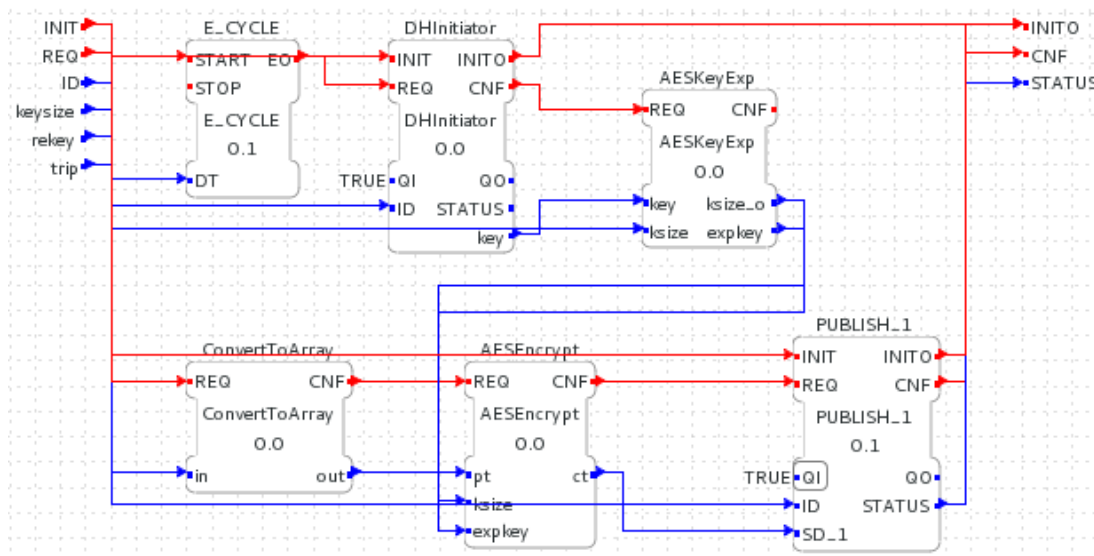 INIT
REQ
ID
keysize
rekey
trip
E_CYCLE
START EO
STOP
E_CYCLE
0.1
DT
DHInitiator
INIT INITO
REQ CNF
DHInitiator
0.0
TRUE QI QO
ID STATUS
key
AESKeyExp
REQ CNF
AESKeyExp
0.0
key ksize_o
ksize expkey
INITO
CNF
STATUS
ConvertToArray
REQ CNF
ConvertToArray
0.0
in out
AESEncrypt
REQ CNF
AESEncrypt
0.0
pt ct
ksize
expkey
PUBLISH_1
INIT INITO
REQ CNF
PUBLISH_1
0.1
TRUE QI QO
ID STATUS
SD_1